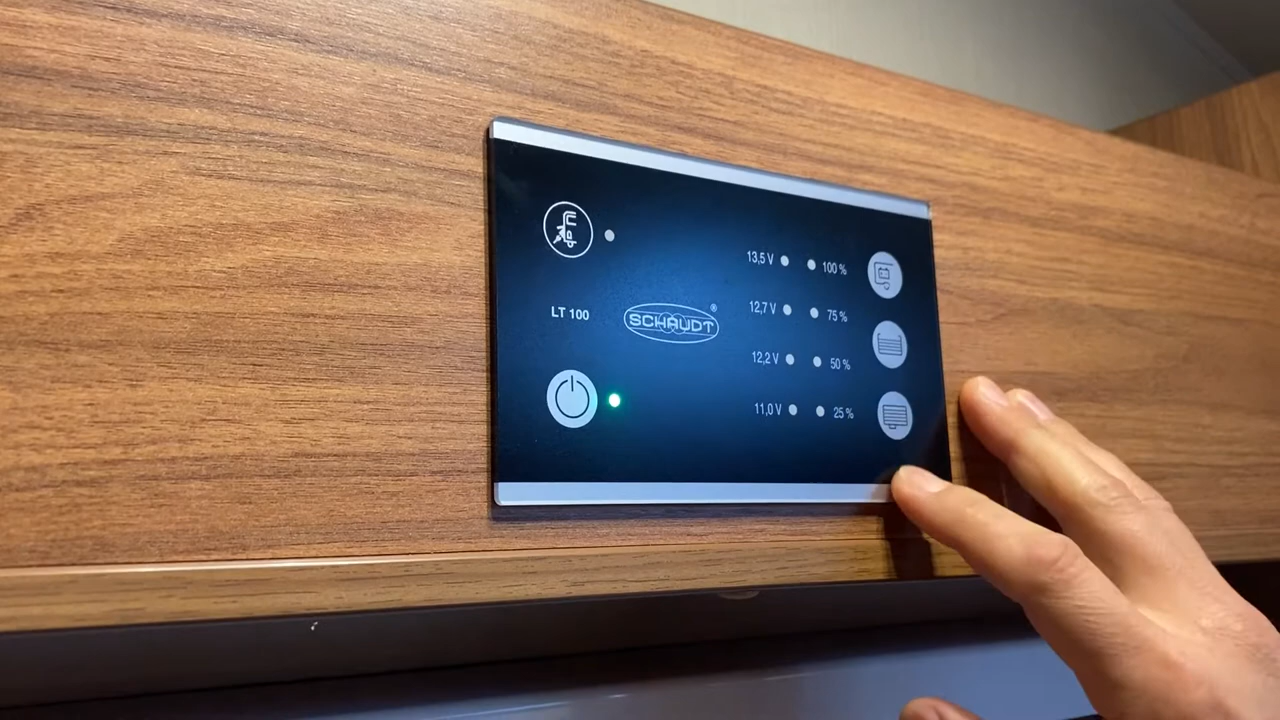 13,5 V 100 %
12,7 V 75 %
LT 100
SCHAUDT ®
12,2 V 50 %
11,0 V 25 %